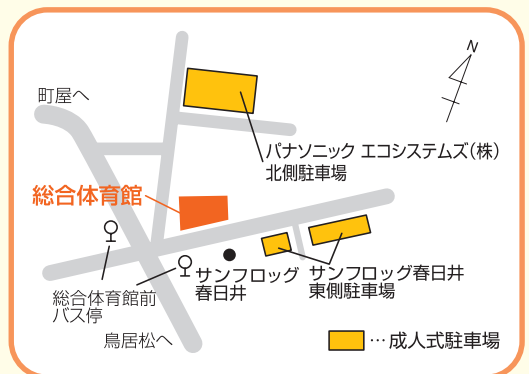 N
町屋へ
パナソニック エコシステムズ(株)
北側駐車場
総合体育館
サンフロッグ
春日井
サンフロッグ春日井
東側駐車場
総合体育館前
バス停
鳥居松へ
…成人式駐車場